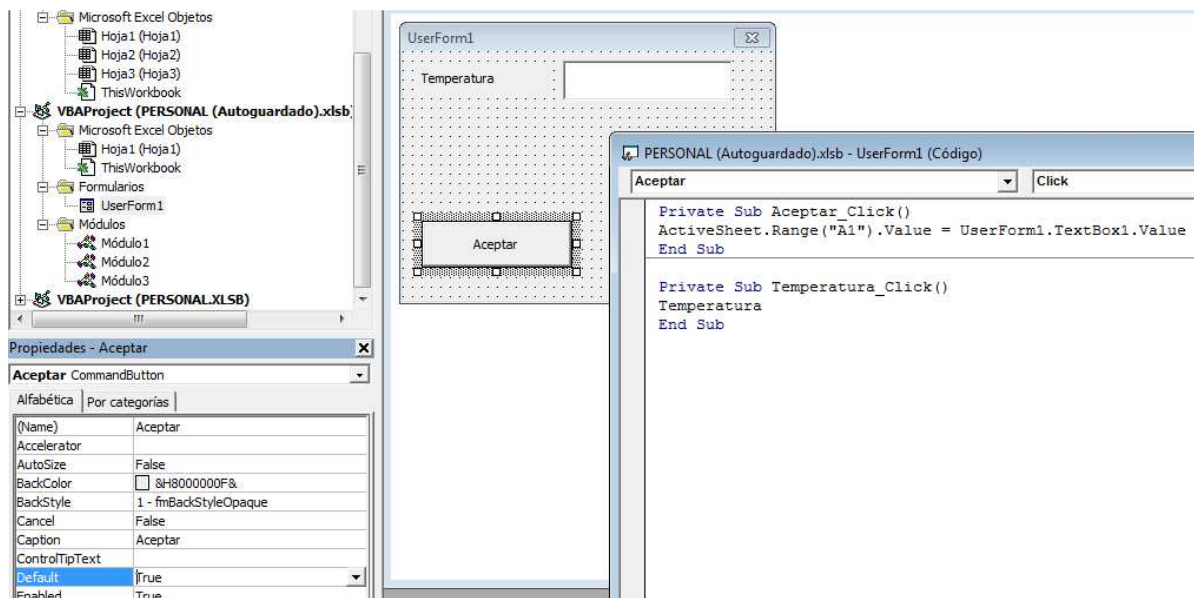 Microsoft Excel Objetos
Hoja1 (Hoja1)
Hoja2 (Hoja2)
Hoja3 (Hoja3)
ThisWorkbook
VBAProject (PERSONAL (Autoguardado).xlsb)
Microsoft Excel Objetos
Hoja1 (Hoja1)
ThisWorkbook
Formularios
UserForm1
Módulos
Módulo1
Módulo2
Módulo3
VBAProject (PERSONAL.XLSB)
Propiedades - Aceptar
Aceptar CommandButton
Alfabética Por categorías
(Name) Aceptar
Accelerator
AutoSize False
BackColor &H8000000F&
BackStyle 1 - fmBackStyleOpaque
Cancel False
Caption Aceptar
ControlTipText
Default True
Enabled True
UserForm1
Temperatura
Aceptar
PERSONAL (Autoguardado).xlsb - UserForm1 (Código)
Aceptar Click
Private Sub Aceptar_Click()
ActiveSheet.Range("A1").Value = UserForm1.TextBox1.Value
End Sub
Private Sub Temperatura_Click()
Temperatura
End Sub